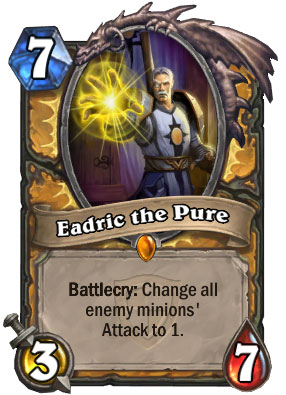 7
Eadric the Pure
Battlecry: Change all
enemy minions'
Attack to 1.
3
7